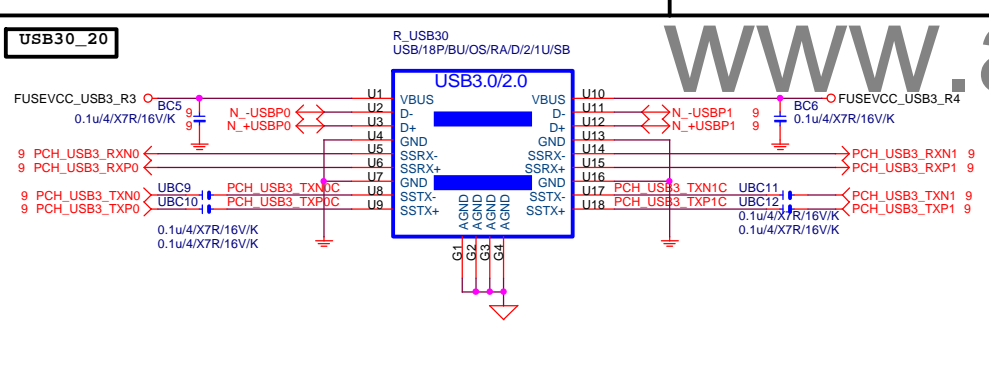 USB30_20
www.a
R_USB30
USB/18P/BU/OS/RA/D/2/1U/SB
USB3.0/2.0
FUSEVCC_USB3_R3
BC5
0.1u/4/X7R/16V/K
U1 VBUS
VBUS U10
BC6
0.1u/4/X7R/16V/K
FUSEVCC_USB3_R4
9 N_-USBP0
U2 D-
D- U11
N_-USBP1 9
9 N_+USBP0
U3 D+
D+ U12
N_+USBP1 9
U4 GND
GND U13
9 PCH_USB3_RXN0
U5 SSRX-
SSRX- U14
PCH_USB3_RXN1 9
9 PCH_USB3_RXP0
U6 SSRX+
SSRX+ U15
PCH_USB3_RXP1 9
U7 GND
GND U16
9 PCH_USB3_TXN0
UBC9
PCH_USB3_TXN0C
U8 SSTX-
SSTX- U17
PCH_USB3_TXN1C
UBC11
PCH_USB3_TXN1 9
9 PCH_USB3_TXP0
UBC10
PCH_USB3_TXP0C
U9 SSTX+
SSTX+ U18
PCH_USB3_TXP1C
UBC12
PCH_USB3_TXP1 9
0.1u/4/X7R/16V/K
0.1u/4/X7R/16V/K
0.1u/4/X7R/16V/K
0.1u/4/X7R/16V/K
AGND AGND AGND AGND
G1 G2 G3 G4